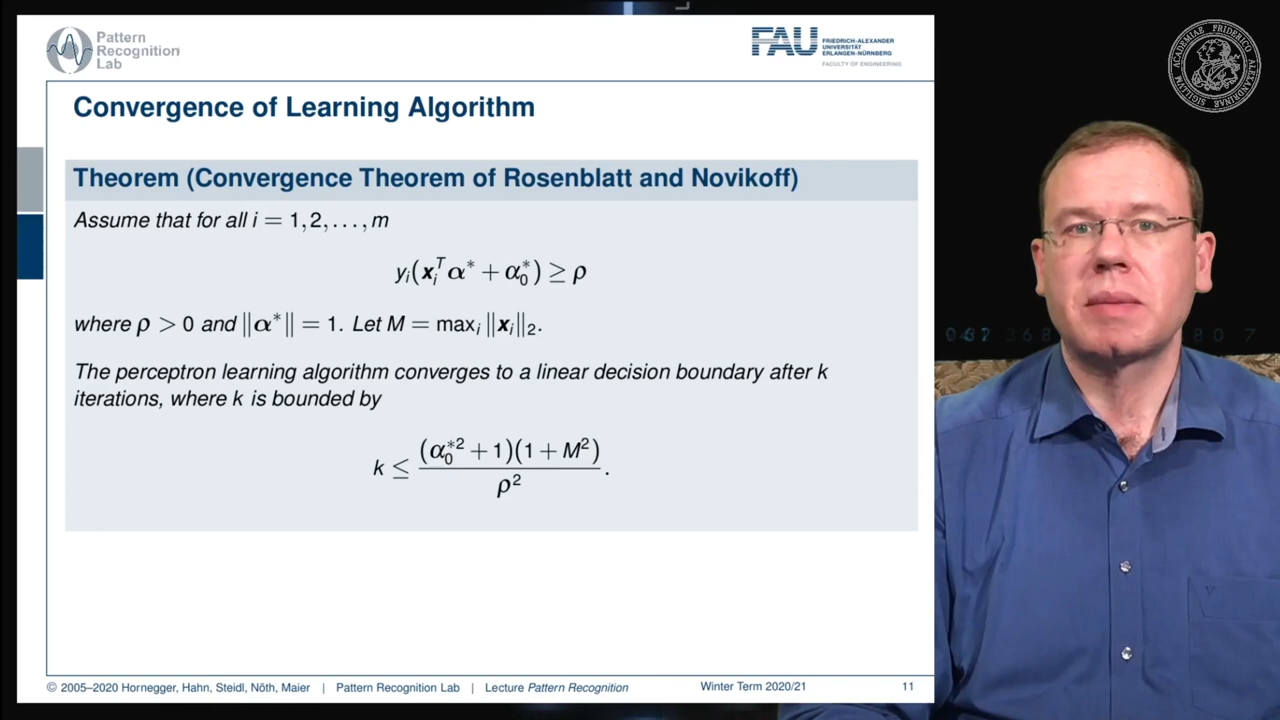 Pattern
Recognition
Lab
FAU
FRIEDRICH-ALEXANDER
UNIVERSITÄT
ERLANGEN-NÜRNBERG
FACULTY OF ENGINEERING
Convergence of Learning Algorithm
Theorem (Convergence Theorem of Rosenblatt and Novikoff)
Assume that for all i = 1, 2, . . . , m
yᵢ(xᵢᵀα* + α₀*) ≥ ρ
where ρ > 0 and ‖α*‖ = 1. Let M = maxᵢ ‖xᵢ‖₂.
The perceptron learning algorithm converges to a linear decision boundary after k
iterations, where k is bounded by
k ≤ (α₀*² + 1)(1 + M²) / ρ².
© 2005–2020 Hornegger, Hahn, Steidl, Nöth, Maier | Pattern Recognition Lab | Lecture Pattern Recognition Winter Term 2020/21 11